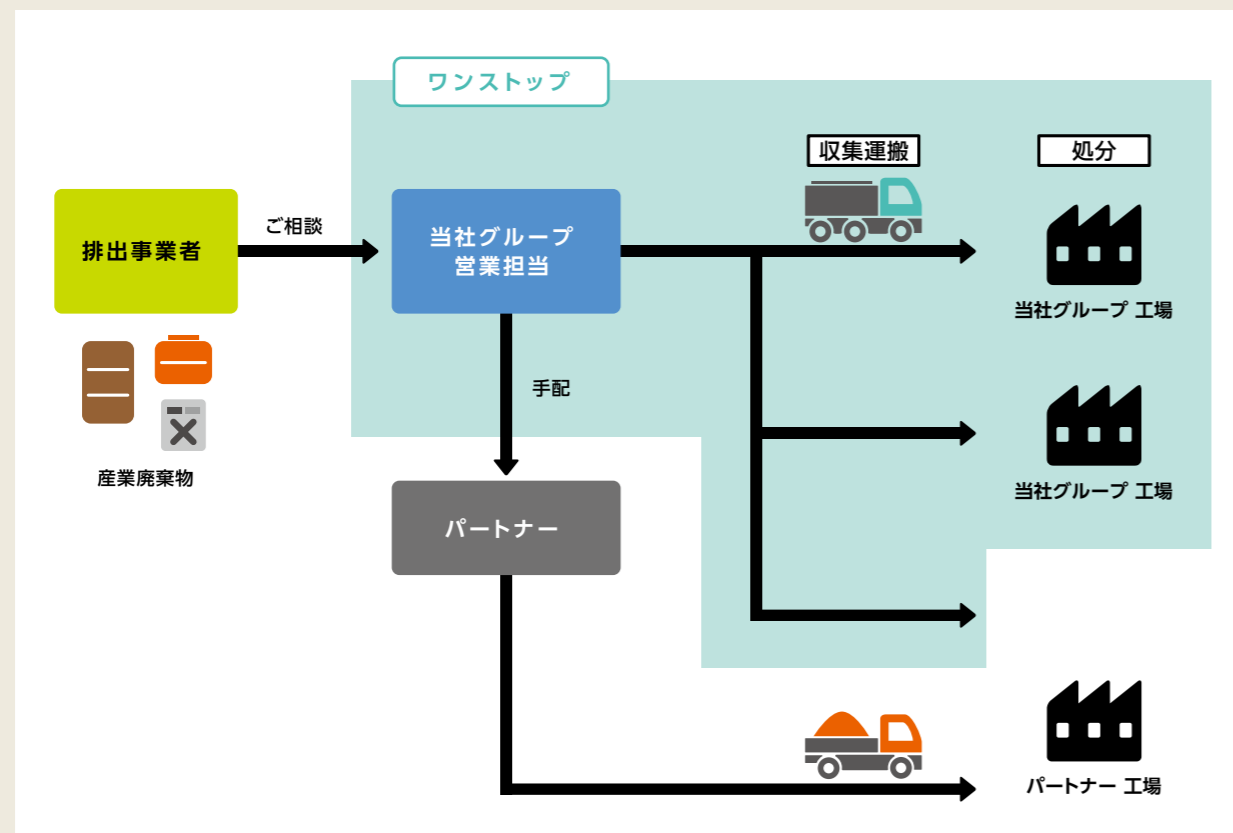 ワンストップ
収集運搬
処分
排出事業者
ご相談
当社グループ
営業担当
当社グループ 工場
手配
産業廃棄物
当社グループ 工場
パートナー
パートナー 工場